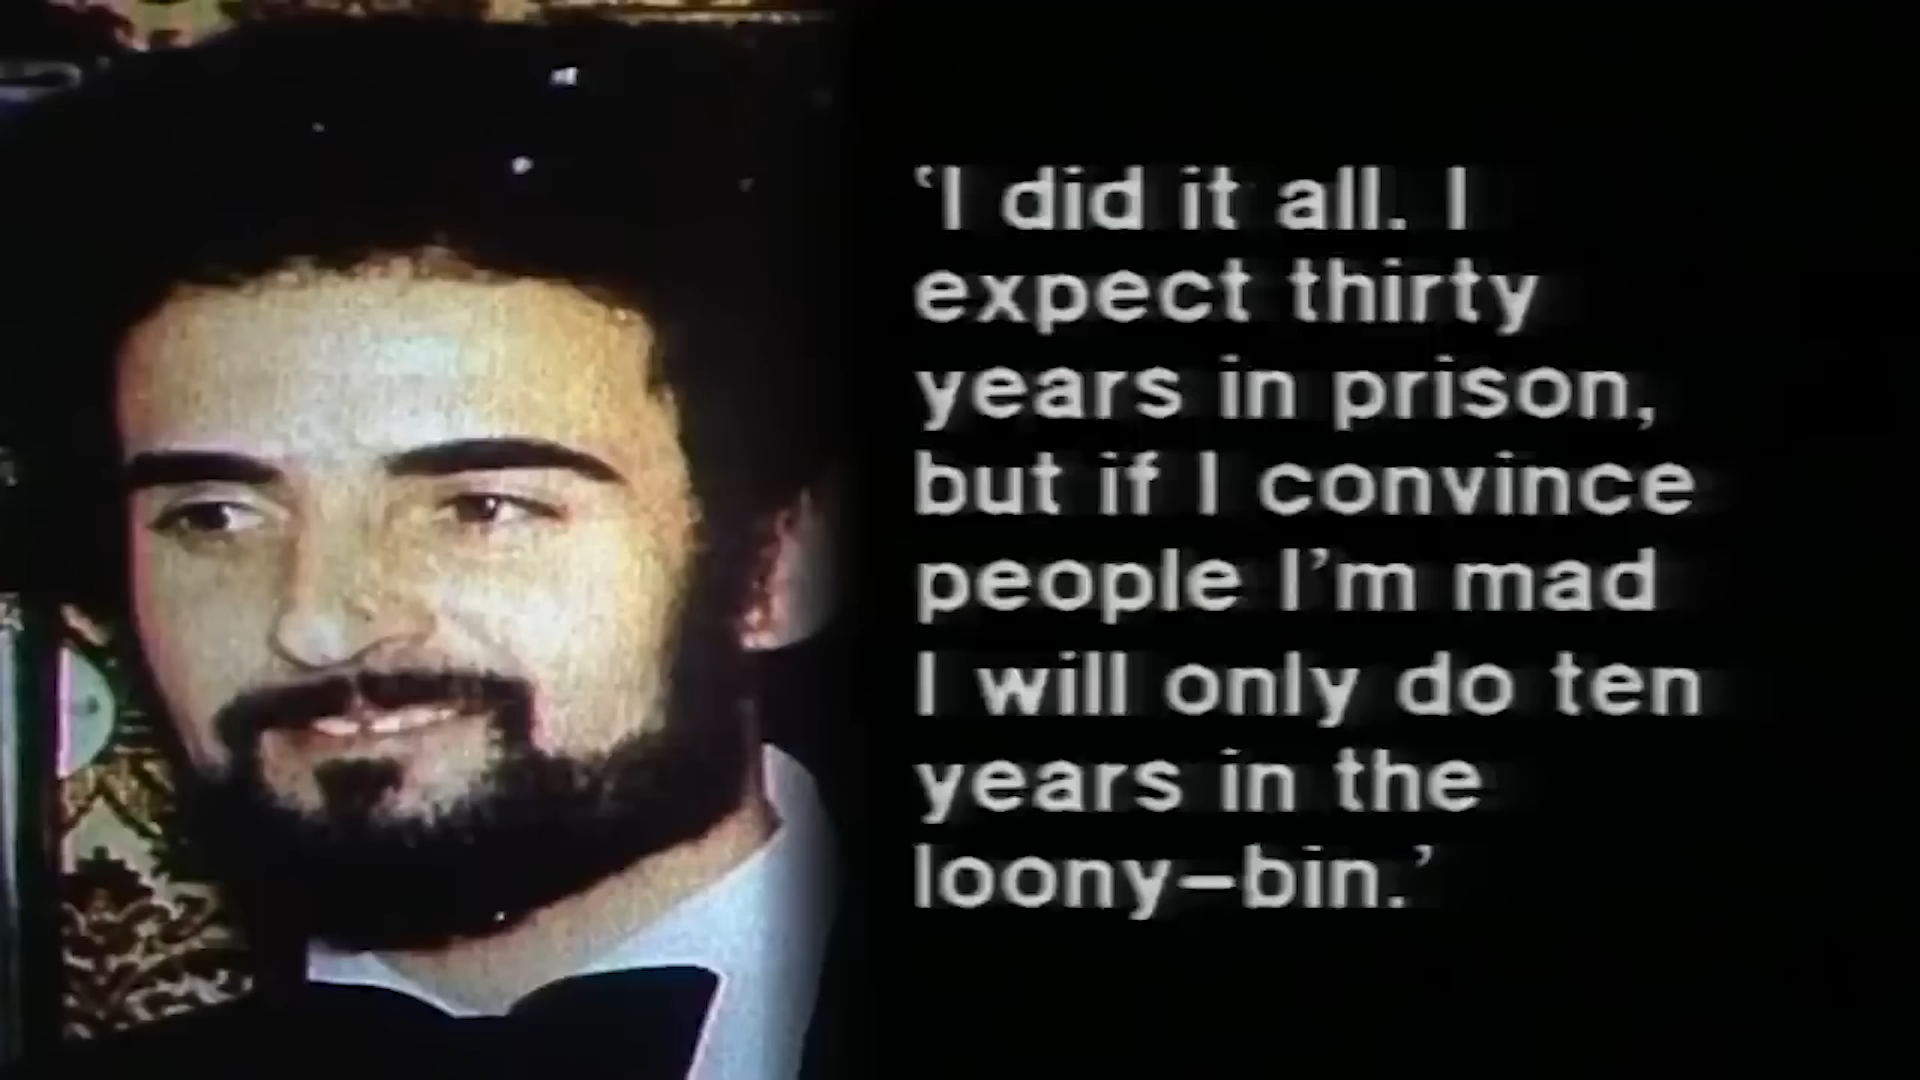 ‘I did it all. I
expect thirty
years in prison,
but if I convince
people I’m mad
I will only do ten
years in the
loony–bin.’